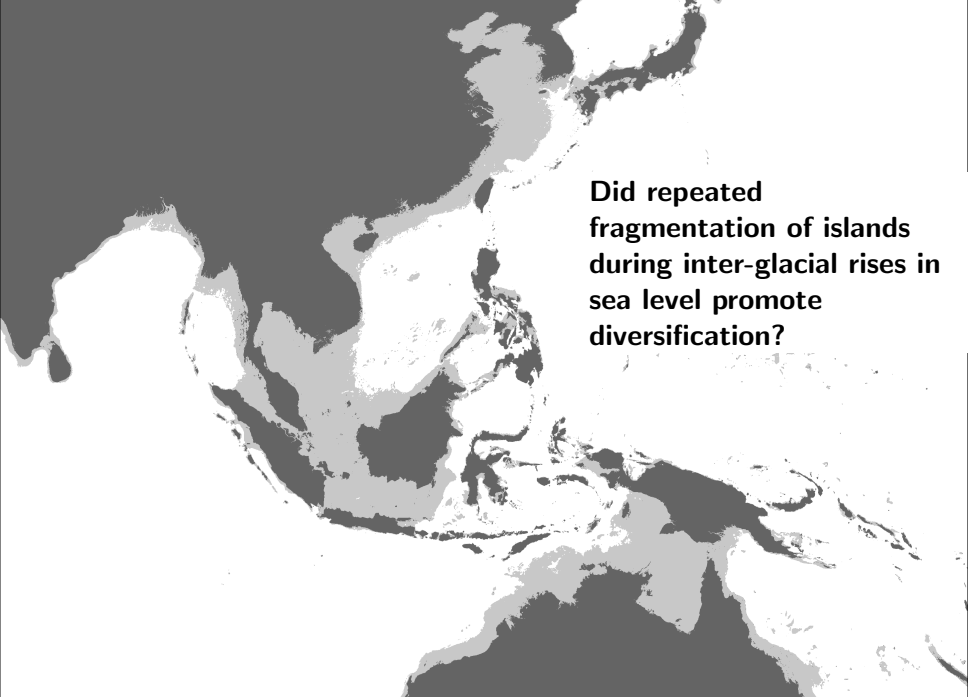 Did repeated
fragmentation of islands
during inter-glacial rises in
sea level promote
diversification?